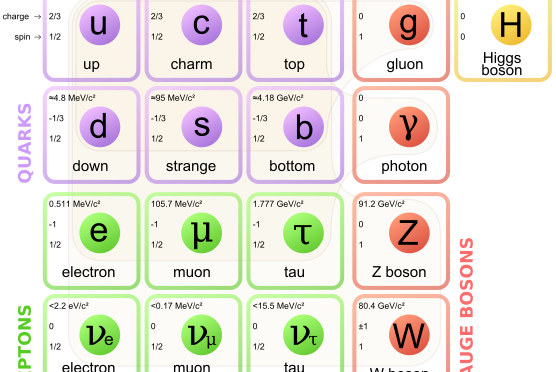 charge → 2/3 2/3 2/3 0 0
spin → 1/2 1/2 1/2 1 0
u c t g H
up charm top gluon Higgs
boson
QUARKS
≈4.8 MeV/c² ≈95 MeV/c² ≈4.18 GeV/c² 0
-1/3 -1/3 -1/3 0
1/2 1/2 1/2 1
d s b γ
down strange bottom photon
0.511 MeV/c² 105.7 MeV/c² 1.777 GeV/c² 91.2 GeV/c²
-1 -1 -1 0
1/2 1/2 1/2 1
e μ τ Z
electron muon tau Z boson
PTONS
AUGE BOSONS
<2.2 eV/c² <0.17 MeV/c² <15.5 MeV/c² 80.4 GeV/c²
0 0 0 ±1
1/2 1/2 1/2 1
νe νμ ντ W
electron muon tau W boson